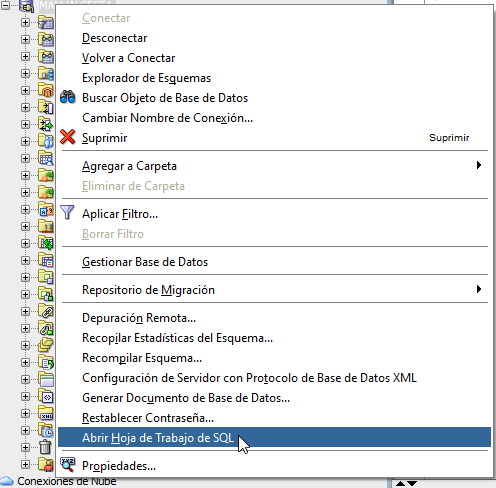 Conectar
Desconectar
Volver a Conectar
Explorador de Esquemas
Buscar Objeto de Base de Datos
Cambiar Nombre de Conexión...
Suprimir Suprimir
Agregar a Carpeta
Eliminar de Carpeta
Aplicar Filtro...
Borrar Filtro
Gestionar Base de Datos
Repositorio de Migración
Depuración Remota...
Recopilar Estadísticas del Esquema...
Recompilar Esquema...
Configuración de Servidor con Protocolo de Base de Datos XML
Generar Documento de Base de Datos...
Restablecer Contraseña...
Abrir Hoja de Trabajo de SQL
Propiedades...
Conexiones de Nube